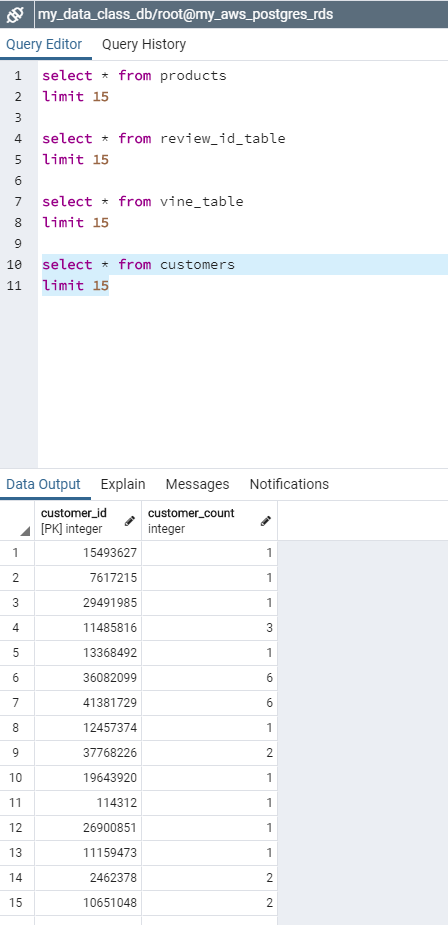 my_data_class_db/root@my_aws_postgres_rds
Query Editor Query History
1 select * from products
2 limit 15
3
4 select * from review_id_table
5 limit 15
6
7 select * from vine_table
8 limit 15
9
10 select * from customers
11 limit 15
Data Output Explain Messages Notifications
customer_id customer_count
[PK] integer integer
1 15493627 1
2 7617215 1
3 29491985 1
4 11485816 3
5 13368492 1
6 36082099 6
7 41381729 6
8 12457374 1
9 37768226 2
10 19643920 1
11 114312 1
12 26900851 1
13 11159473 1
14 2462378 2
15 10651048 2